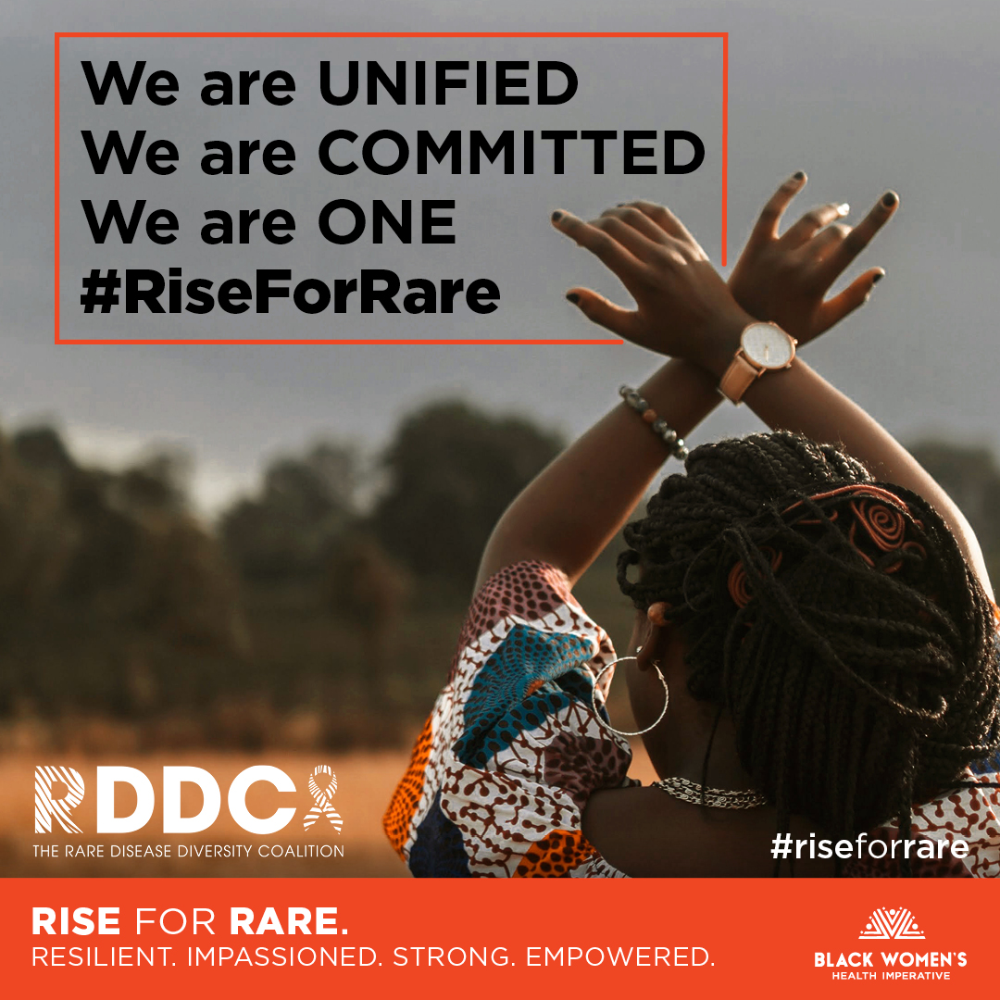 We are UNIFIED
We are COMMITTED
We are ONE
#RiseForRare
RDDC
THE RARE DISEASE DIVERSITY COALITION
#riseforrare
RISE FOR RARE.
RESILIENT. IMPASSIONED. STRONG. EMPOWERED.
BLACK WOMEN'S
HEALTH IMPERATIVE